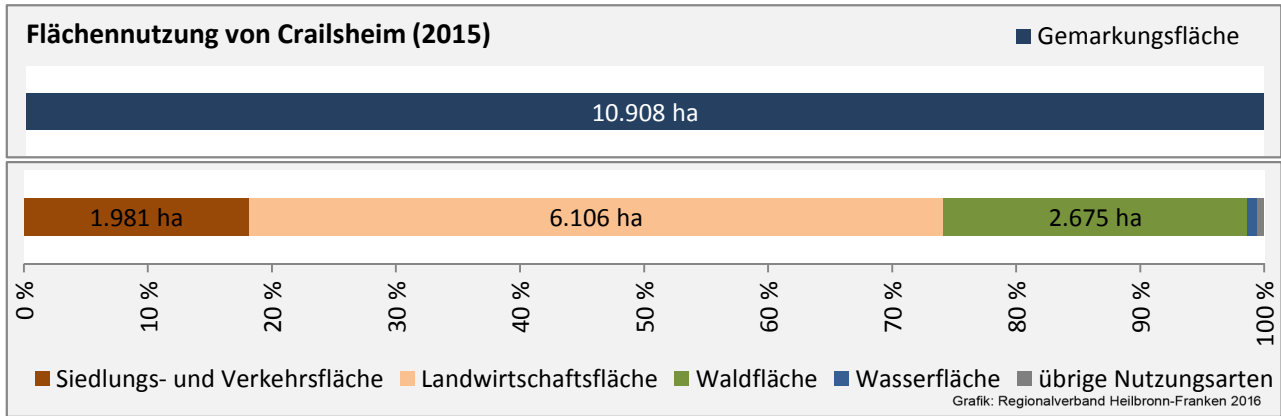 Flächennutzung von Crailsheim (2015)
Gemarkungsfläche
10.908 ha
1.981 ha 6.106 ha 2.675 ha
0 % 10 % 20 % 30 % 40 % 50 % 60 % 70 % 80 % 90 % 100 %
Siedlungs- und Verkehrsfläche Landwirtschaftsfläche Waldfläche Wasserfläche übrige Nutzungsarten
Grafik: Regionalverband Heilbronn-Franken 2016